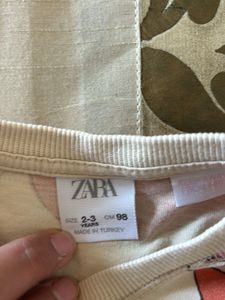 ZARA
SIZE 2-3 YEARS CM 98
MADE IN TURKEY